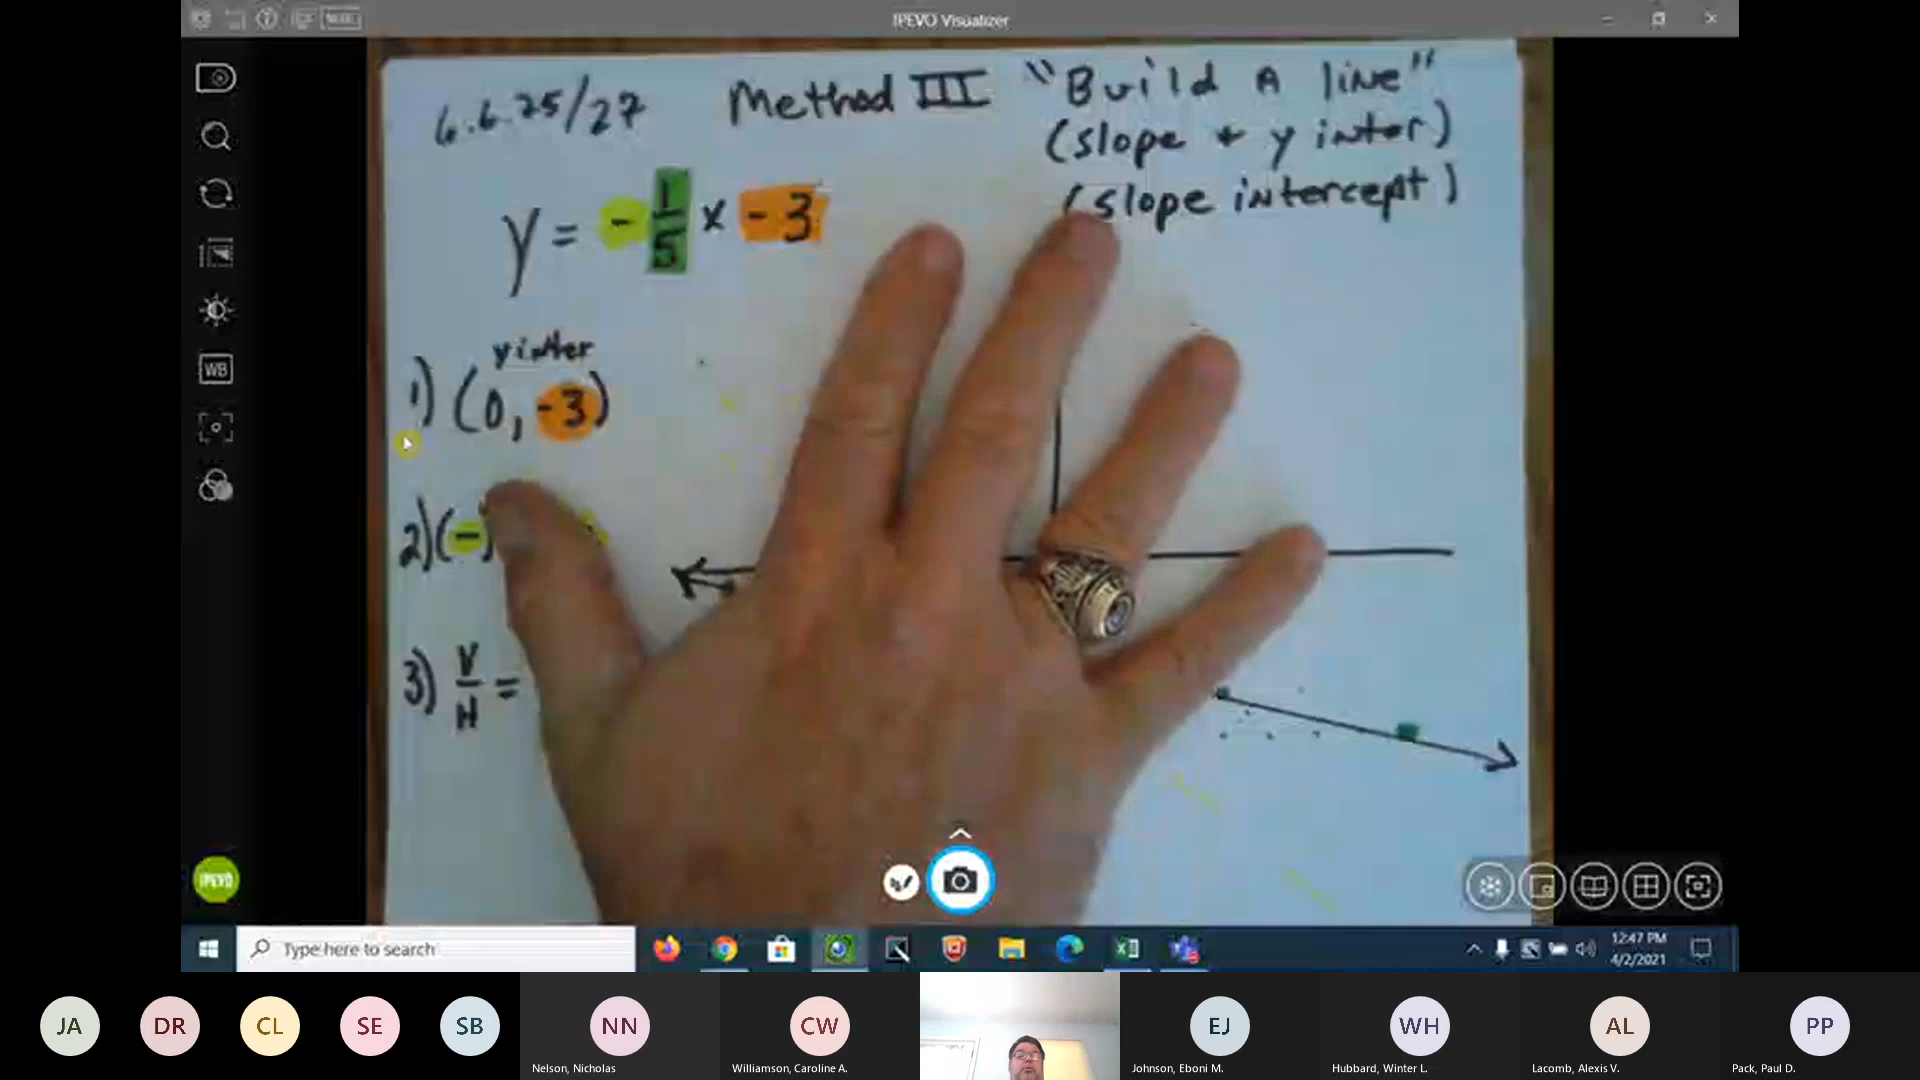 IPEVO Visualizer
6.6.25/27 Method III "Build A line"
(slope + y inter)
(slope intercept)
y = - 1/5 x - 3
y inter
1) (0, -3)
2) (-)
3) V/H =
WB
IPEVO
Type here to search
12:47 PM
4/2/2021
JA DR CL SE SB NN CW EJ WH AL PP
Nelson, Nicholas Williamson, Caroline A. Johnson, Eboni M. Hubbard, Winter L. Lacomb, Alexis V. Pack, Paul D.